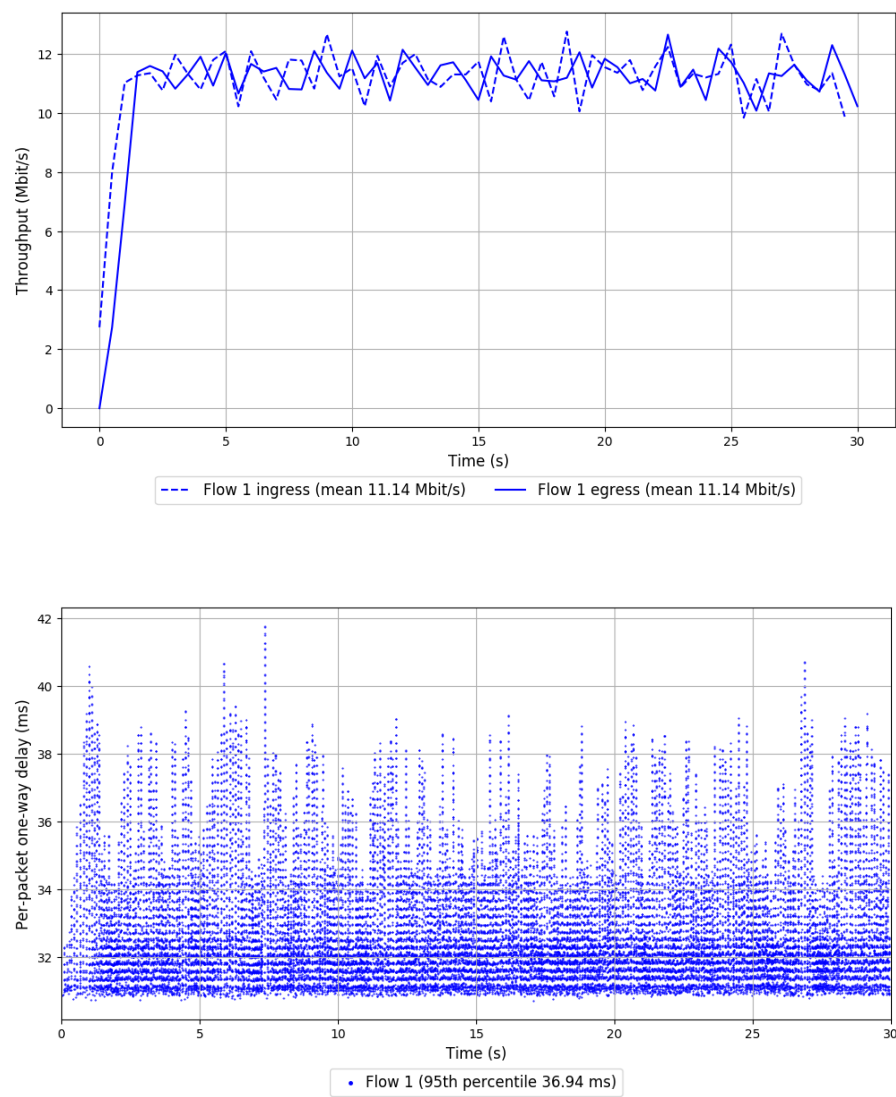 12
10
8
6
4
2
0
Throughput (Mbit/s)
0 5 10 15 20 25 30
Time (s)
Flow 1 ingress (mean 11.14 Mbit/s) Flow 1 egress (mean 11.14 Mbit/s)
42
40
38
36
34
32
Per-packet one-way delay (ms)
0 5 10 15 20 25 30
Time (s)
Flow 1 (95th percentile 36.94 ms)